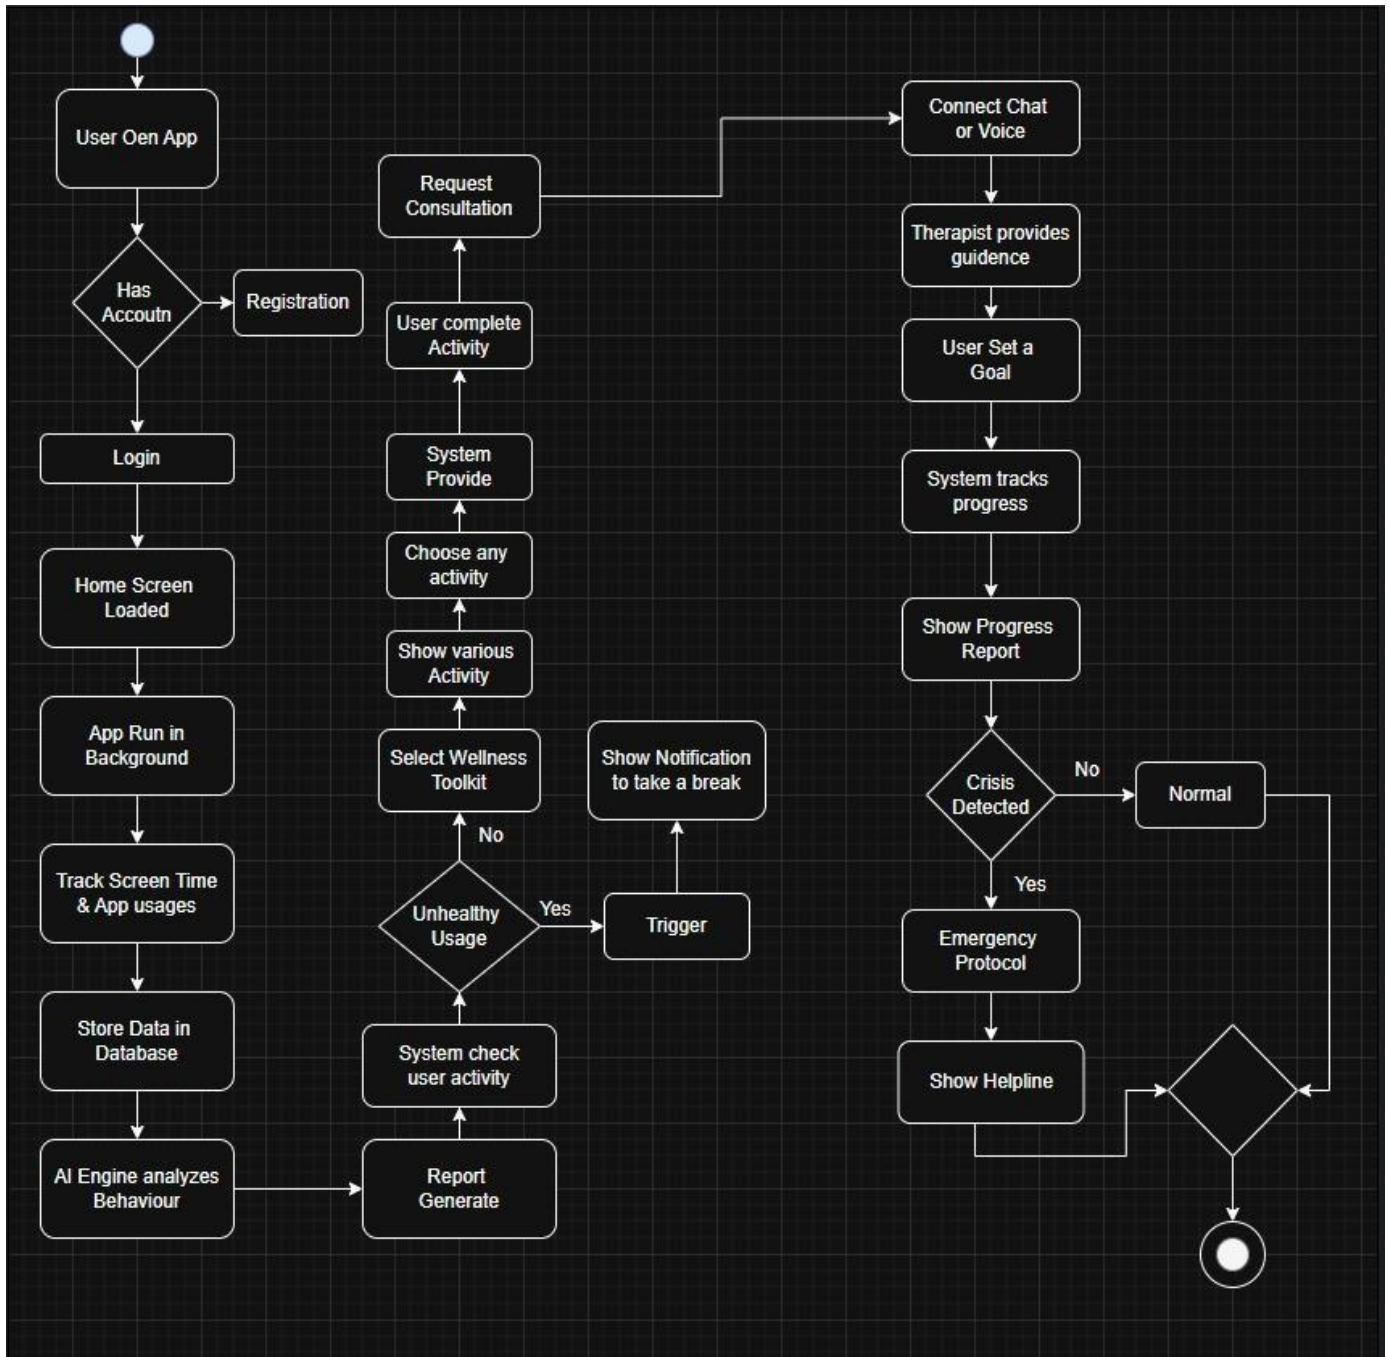 User Oen App
Has
Accoutn
Registration
Login
Home Screen
Loaded
App Run in
Background
Track Screen Time
& App usages
Store Data in
Database
AI Engine analyzes
Behaviour
Report
Generate
System check
user activity
Unhealthy
Usage
Yes
Trigger
Show Notification
to take a break
No
Select Wellness
Toolkit
Show various
Activity
Choose any
activity
System
Provide
User complete
Activity
Request
Consultation
Connect Chat
or Voice
Therapist provides
guidence
User Set a
Goal
System tracks
progress
Show Progress
Report
Crisis
Detected
No
Normal
Yes
Emergency
Protocol
Show Helpline